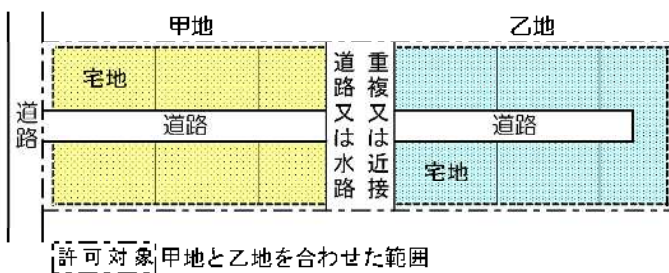 甲地
乙地
宅地
道路
道路
道路又は水路
重複又は近接
道路
宅地
許可対象 甲地と乙地を合わせた範囲